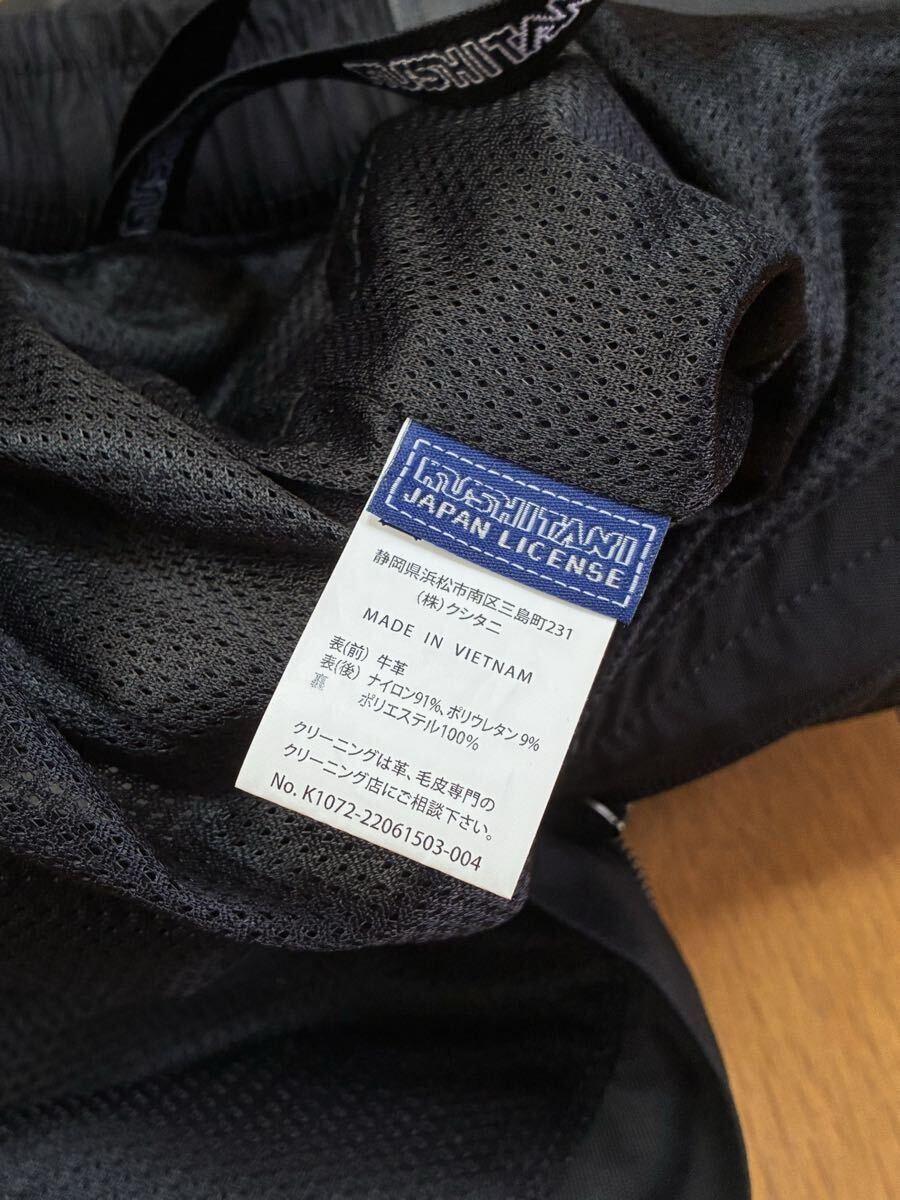 KUSHITANI
KUSHITANI
JAPAN LICENSE
静岡県浜松市南区三島町231
(株)クシタニ
MADE IN VIETNAM
表(前) 牛革
表(後) ナイロン91%、ポリウレタン9%
裏 ポリエステル100%
クリーニングは革、毛皮専門の
クリーニング店にご相談下さい。
No. K1072-22061503-004